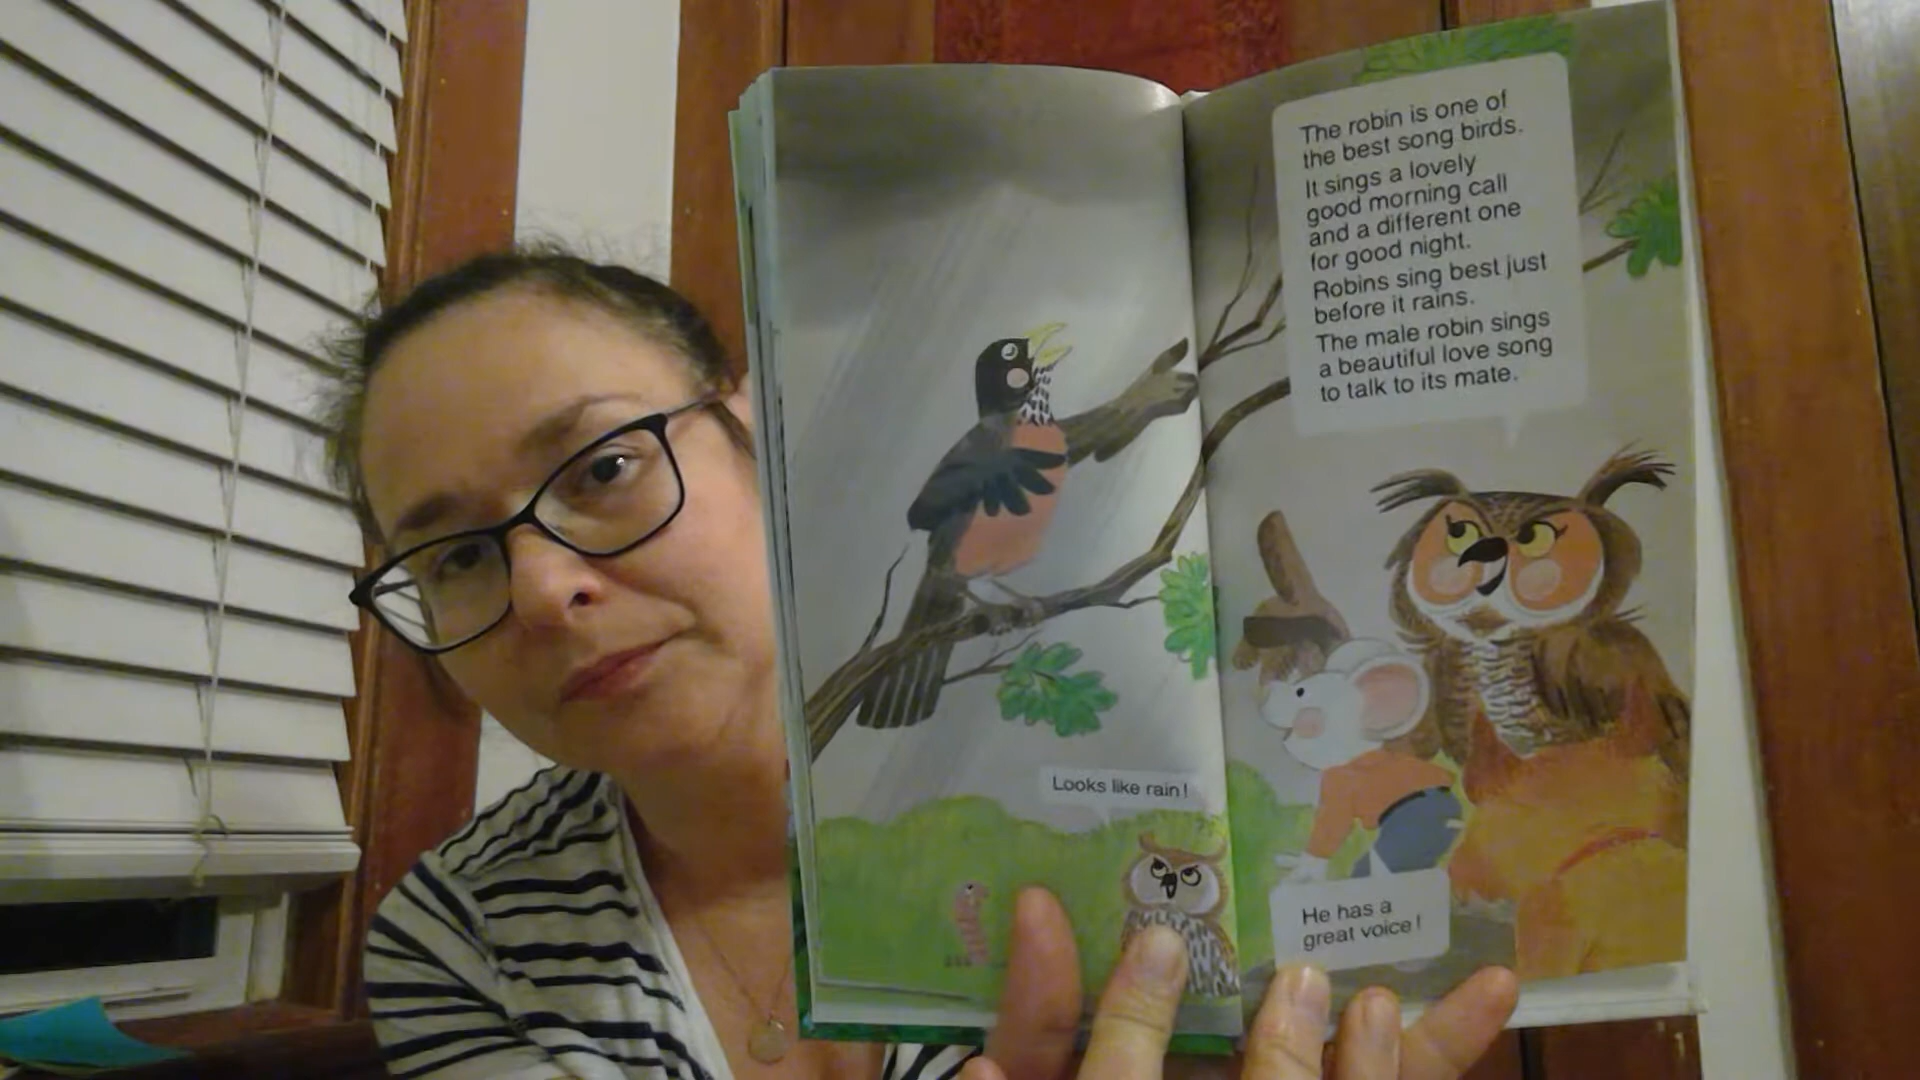 The robin is one of
the best song birds.
It sings a lovely
good morning call
and a different one
for good night.
Robins sing best just
before it rains.
The male robin sings
a beautiful love song
to talk to its mate.
Looks like rain!
He has a
great voice!